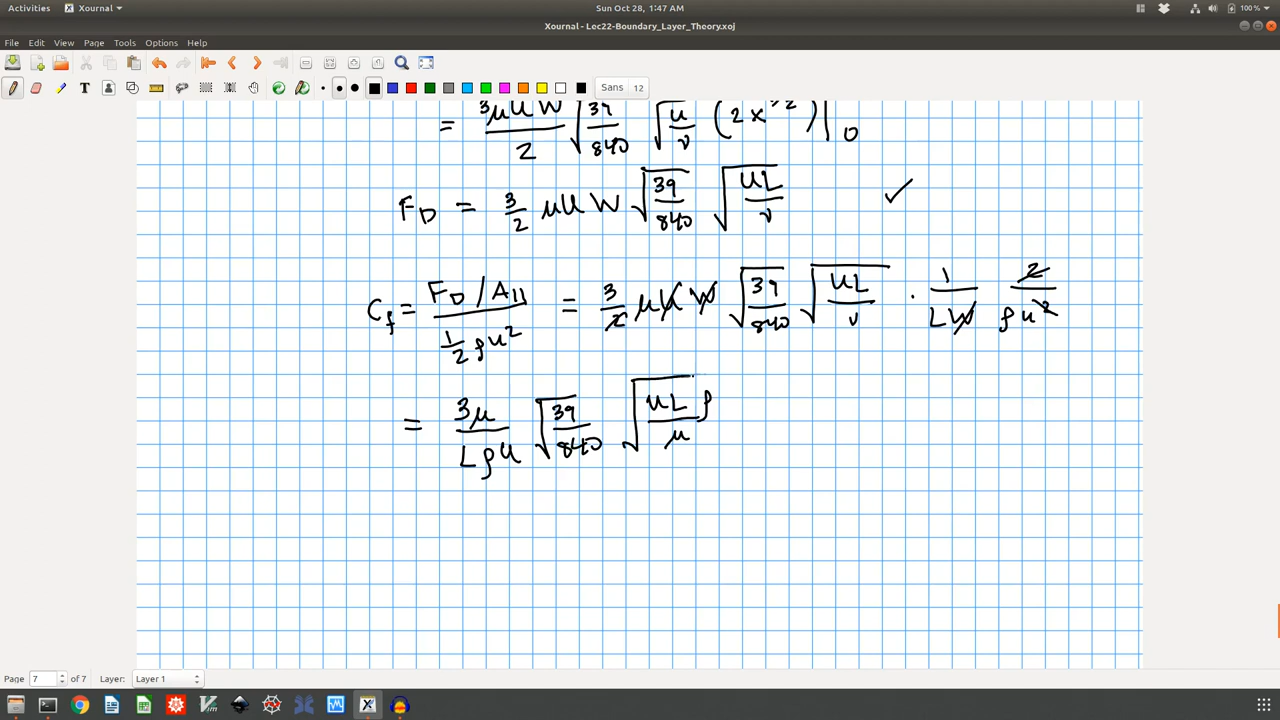 Activities Xournal Sun Oct 28, 1:47 AM 100 %
Xournal - Lec22-Boundary_Layer_Theory.xoj
File Edit View Page Tools Options Help
Sans 12
= 3μUW/2 √(39/840) √(u/ν) (2x^1/2)|₀
F_D = 3/2 μUW √(39/840) √(UL/ν) ✓
C_f = (F_D/A_||)/(1/2 ρu²) = 3/2 μUW √(39/840) √(UL/ν) · 1/(LW) 2/(ρu²)
= 3μ/(Lρu) √(39/840) √(uLρ/μ)
Page 7 of 7 Layer: Layer 1